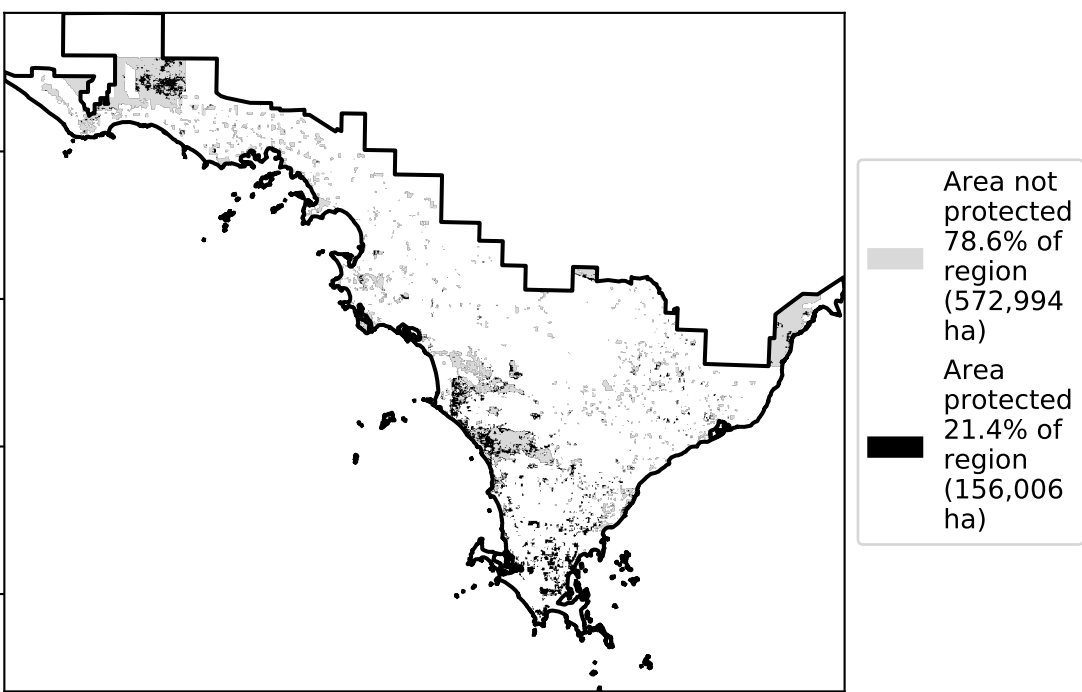 Area not
protected
78.6% of
region
(572,994
ha)
Area
protected
21.4% of
region
(156,006
ha)